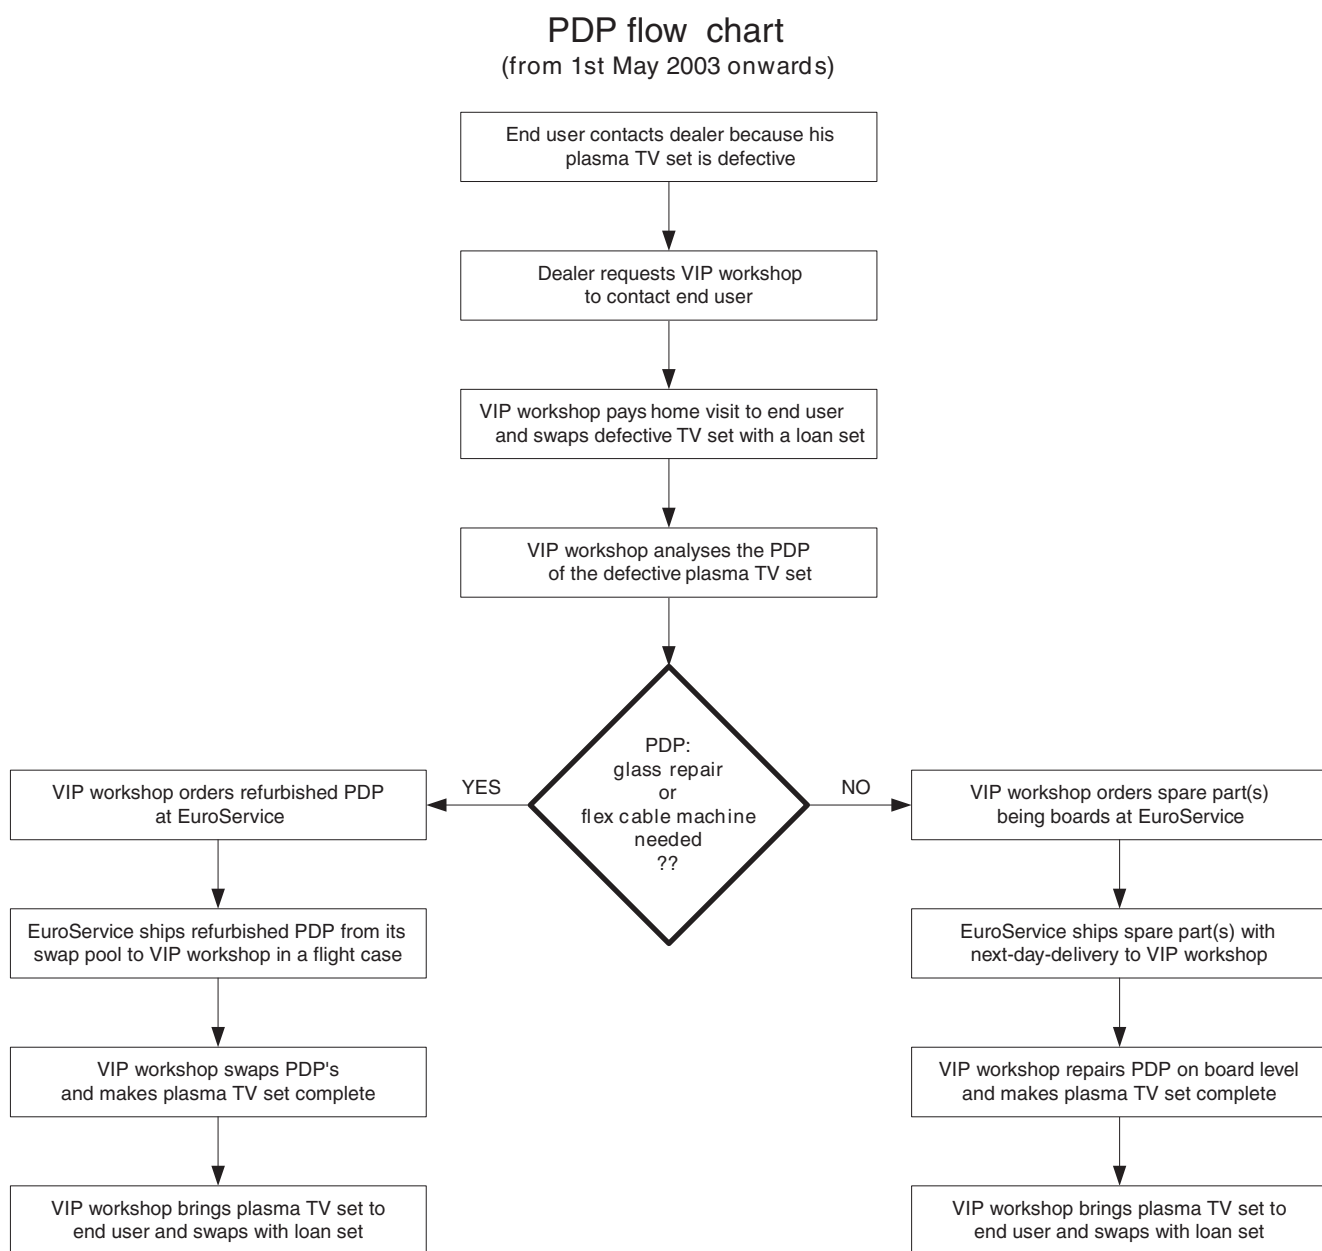 PDP flow chart
(from 1st May 2003 onwards)
End user contacts dealer because his
plasma TV set is defective
Dealer requests VIP workshop
to contact end user
VIP workshop pays home visit to end user
and swaps defective TV set with a loan set
VIP workshop analyses the PDP
of the defective plasma TV set
PDP:
glass repair
or
flex cable machine
needed
??
YES
NO
VIP workshop orders refurbished PDP
at EuroService
EuroService ships refurbished PDP from its
swap pool to VIP workshop in a flight case
VIP workshop swaps PDP's
and makes plasma TV set complete
VIP workshop brings plasma TV set to
end user and swaps with loan set
VIP workshop orders spare part(s)
being boards at EuroService
EuroService ships spare part(s) with
next-day-delivery to VIP workshop
VIP workshop repairs PDP on board level
and makes plasma TV set complete
VIP workshop brings plasma TV set to
end user and swaps with loan set